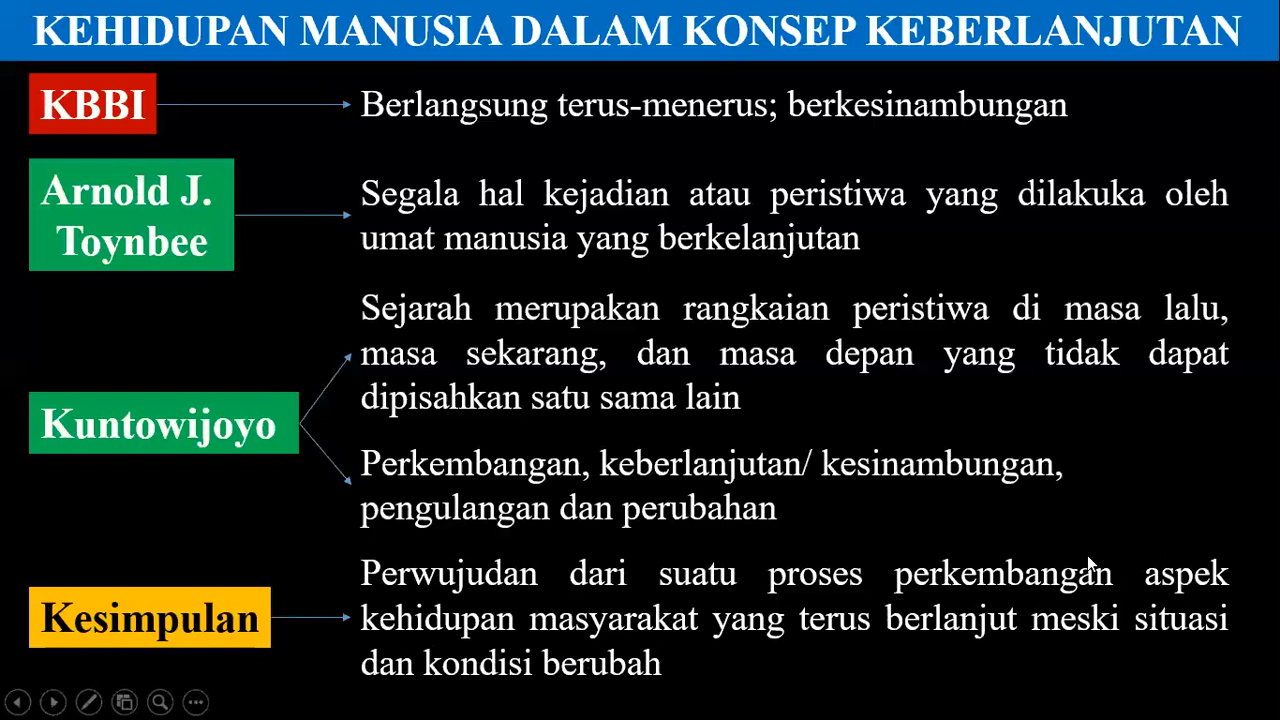 KEHIDUPAN MANUSIA DALAM KONSEP KEBERLANJUTAN
KBBI
Berlangsung terus-menerus; berkesinambungan
Arnold J.
Toynbee
Segala hal kejadian atau peristiwa yang dilakuka oleh
umat manusia yang berkelanjutan
Kuntowijoyo
Sejarah merupakan rangkaian peristiwa di masa lalu,
masa sekarang, dan masa depan yang tidak dapat
dipisahkan satu sama lain
Perkembangan, keberlanjutan/ kesinambungan,
pengulangan dan perubahan
Kesimpulan
Perwujudan dari suatu proses perkembangan aspek
kehidupan masyarakat yang terus berlanjut meski situasi
dan kondisi berubah